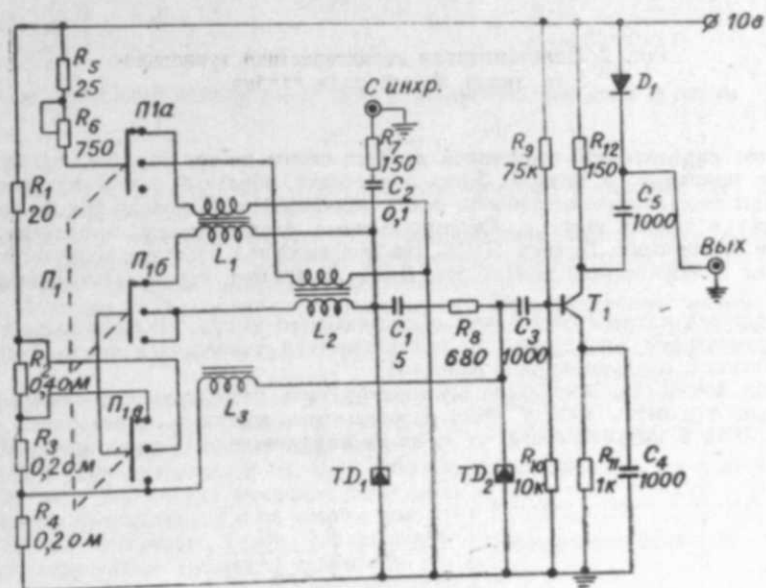 10в
R5
25
R6
750
П1а
С инхр.
R7
150
C2
0,1
R9
75к
R12
150
D1
C5
1000
R1
20
L1
Вых
П1
П1б
L2
C1
5
R8
680
C3
1000
T1
R2
0,4ом
L3
П1в
R3
0,2ом
TD1
TD2
R10
10к
R11
1к
C4
1000
R4
0,2ом